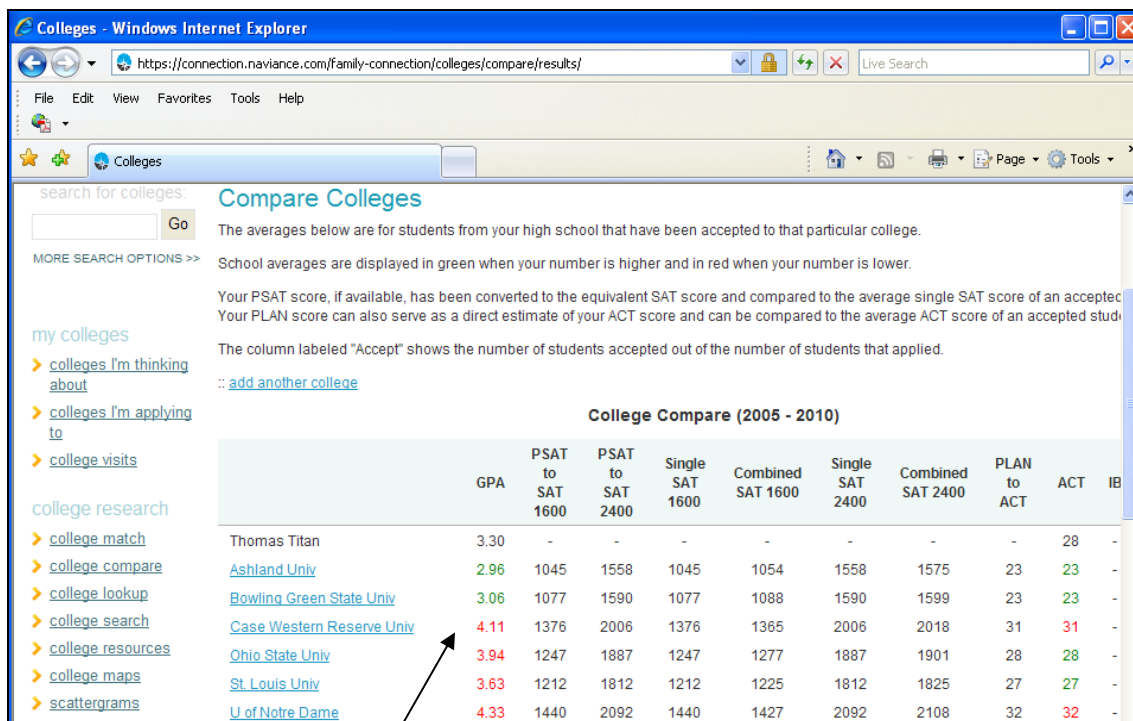 Colleges - Windows Internet Explorer
https://connection.naviance.com/family-connection/colleges/compare/results/
Live Search
File Edit View Favorites Tools Help
Colleges
Page Tools
search for colleges:
Go
MORE SEARCH OPTIONS >>
my colleges
colleges I'm thinking
about
colleges I'm applying
to
college visits
college research
college match
college compare
college lookup
college search
college resources
college maps
scattergrams
Compare Colleges
The averages below are for students from your high school that have been accepted to that particular college.
School averages are displayed in green when your number is higher and in red when your number is lower.
Your PSAT score, if available, has been converted to the equivalent SAT score and compared to the average single SAT score of an accepted
Your PLAN score can also serve as a direct estimate of your ACT score and can be compared to the average ACT score of an accepted stud
The column labeled "Accept" shows the number of students accepted out of the number of students that applied.
:: add another college
College Compare (2005 - 2010)
GPA PSAT to SAT 1600 PSAT to SAT 2400 Single SAT 1600 Combined SAT 1600 Single SAT 2400 Combined SAT 2400 PLAN to ACT ACT IB
Thomas Titan 3.30 - - - - - - - 28 -
Ashland Univ 2.96 1045 1558 1045 1054 1558 1575 23 23 -
Bowling Green State Univ 3.06 1077 1590 1077 1088 1590 1599 23 23 -
Case Western Reserve Univ 4.11 1376 2006 1376 1365 2006 2018 31 31 -
Ohio State Univ 3.94 1247 1887 1247 1277 1887 1901 28 28 -
St. Louis Univ 3.63 1212 1812 1212 1225 1812 1825 27 27 -
U of Notre Dame 4.33 1440 2092 1440 1427 2092 2108 32 32 -